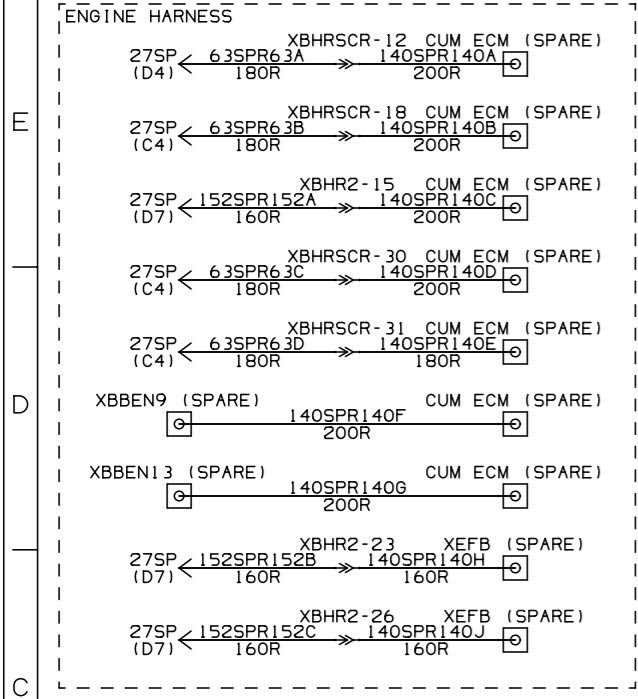 ENGINE HARNESS
XBHRSCR-12 CUM ECM (SPARE)
27SP 63SPR63A 140SPR140A
(D4) 180R 200R
E
XBHRSCR-18 CUM ECM (SPARE)
27SP 63SPR63B 140SPR140B
(C4) 180R 200R
XBHR2-15 CUM ECM (SPARE)
27SP 152SPR152A 140SPR140C
(D7) 160R 200R
XBHRSCR-30 CUM ECM (SPARE)
27SP 63SPR63C 140SPR140D
(C4) 180R 200R
XBHRSCR-31 CUM ECM (SPARE)
27SP 63SPR63D 140SPR140E
(C4) 180R 180R
D
XBBEN9 (SPARE) CUM ECM (SPARE)
140SPR140F
200R
XBBEN13 (SPARE) CUM ECM (SPARE)
140SPR140G
200R
XBHR2-23 XEFB (SPARE)
27SP 152SPR152B 140SPR140H
(D7) 160R 160R
XBHR2-26 XEFB (SPARE)
27SP 152SPR152C 140SPR140J
(D7) 160R 160R
C